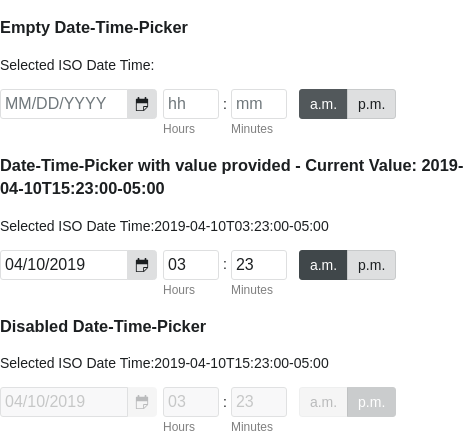 Empty Date-Time-Picker
Selected ISO Date Time:
MM/DD/YYYY hh : mm a.m. p.m.
Hours Minutes
Date-Time-Picker with value provided - Current Value: 2019-
04-10T15:23:00-05:00
Selected ISO Date Time:2019-04-10T03:23:00-05:00
04/10/2019 03 : 23 a.m. p.m.
Hours Minutes
Disabled Date-Time-Picker
Selected ISO Date Time:2019-04-10T15:23:00-05:00
04/10/2019 03 : 23 a.m. p.m.
Hours Minutes